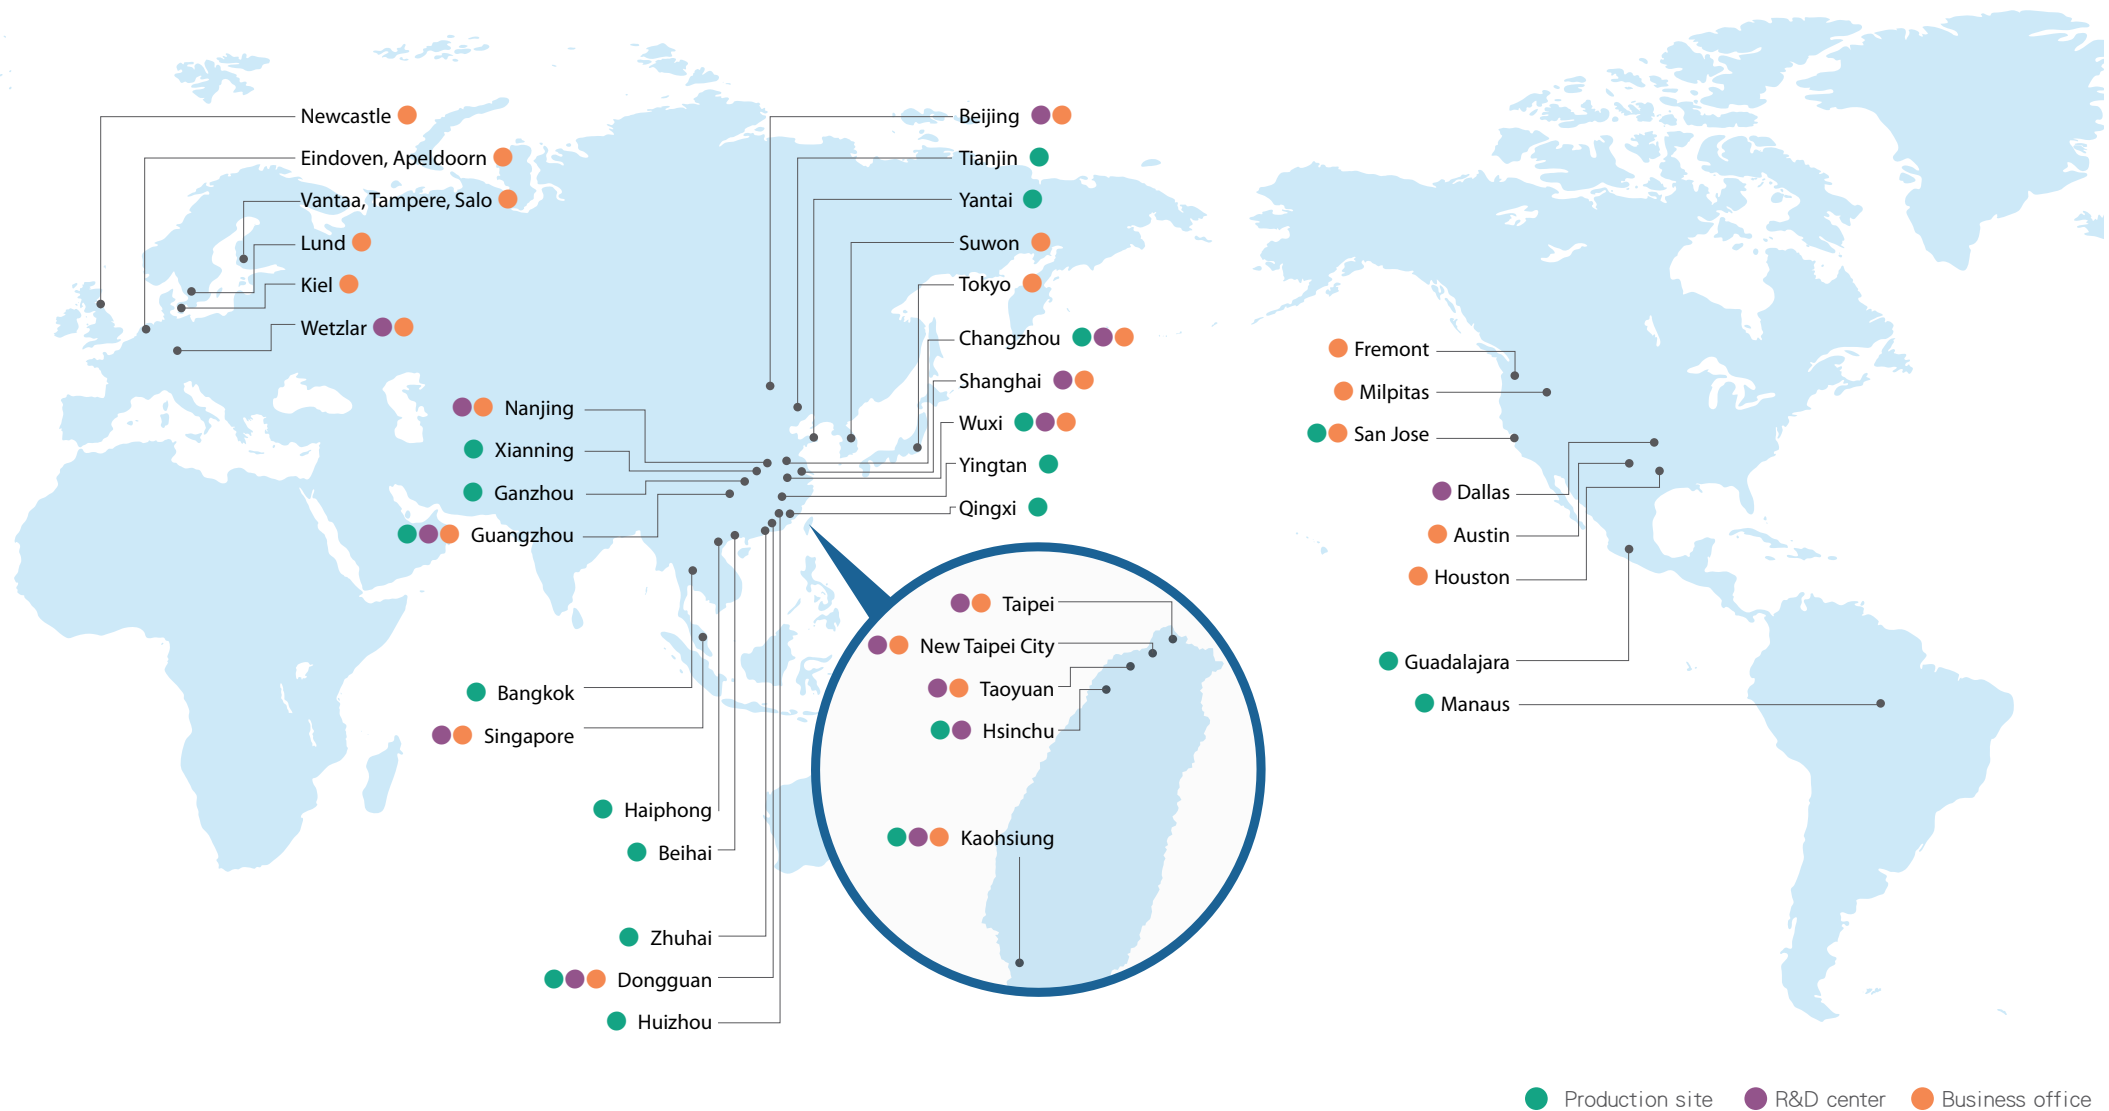 Newcastle
Eindoven, Apeldoorn
Vantaa, Tampere, Salo
Lund
Kiel
Wetzlar
Nanjing
Xianning
Ganzhou
Guangzhou
Bangkok
Singapore
Haiphong
Beihai
Zhuhai
Dongguan
Huizhou
Beijing
Tianjin
Yantai
Suwon
Tokyo
Changzhou
Shanghai
Wuxi
Yingtan
Qingxi
Taipei
New Taipei City
Taoyuan
Hsinchu
Kaohsiung
Fremont
Milpitas
San Jose
Dallas
Austin
Houston
Guadalajara
Manaus
Production site R&D center Business office